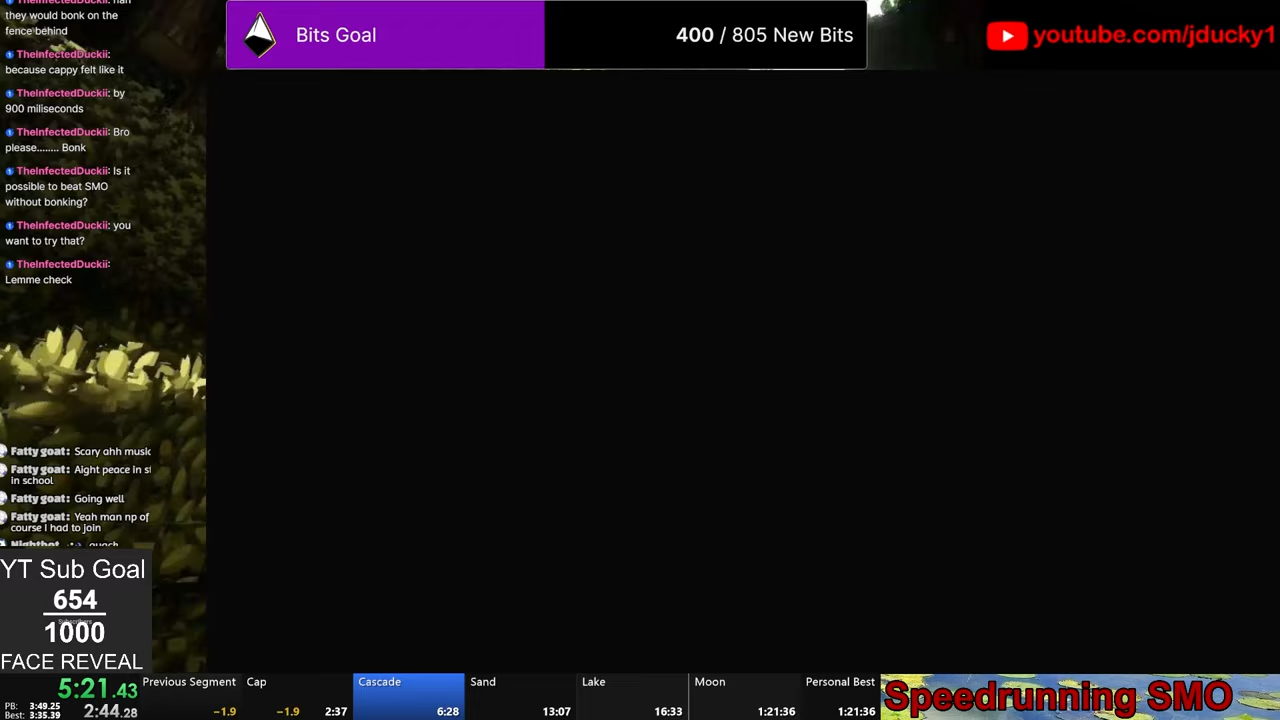 TheInfectedDuckii: nah
they would bonk on the
fence behind
TheInfectedDuckii:
because cappy felt like it
TheInfectedDuckii: by
900 miliseconds
TheInfectedDuckii: Bro
please........ Bonk
TheInfectedDuckii: Is it
possible to beat SMO
without bonking?
TheInfectedDuckii: you
want to try that?
TheInfectedDuckii:
Lemme check
Bits Goal
400 / 805 New Bits
youtube.com/jducky1
Fatty goat: Scary ahh music
Fatty goat: Aight peace in st
in school
Fatty goat: Going well
Fatty goat: Yeah man np of
course I had to join
Nightbot
YT Sub Goal
654
Subscribers
1000
FACE REVEAL
5:21.43
PB: 3:49.25
Best: 3:35.39
2:44.28
Previous Segment
-1.9
Cap
-1.9
2:37
Cascade
6:28
Sand
13:07
Lake
16:33
Moon
1:21:36
Personal Best
1:21:36
Speedrunning SMO